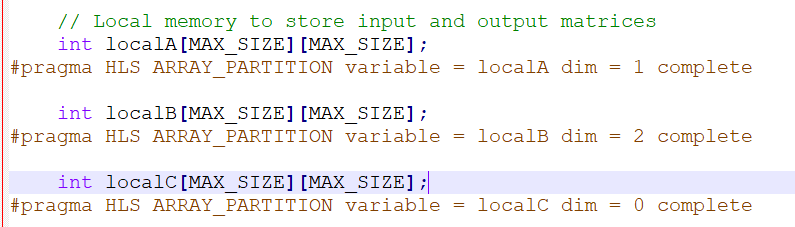 // Local memory to store input and output matrices
int localA[MAX_SIZE][MAX_SIZE];
#pragma HLS ARRAY_PARTITION variable = localA dim = 1 complete
int localB[MAX_SIZE][MAX_SIZE];
#pragma HLS ARRAY_PARTITION variable = localB dim = 2 complete
int localC[MAX_SIZE][MAX_SIZE];
#pragma HLS ARRAY_PARTITION variable = localC dim = 0 complete